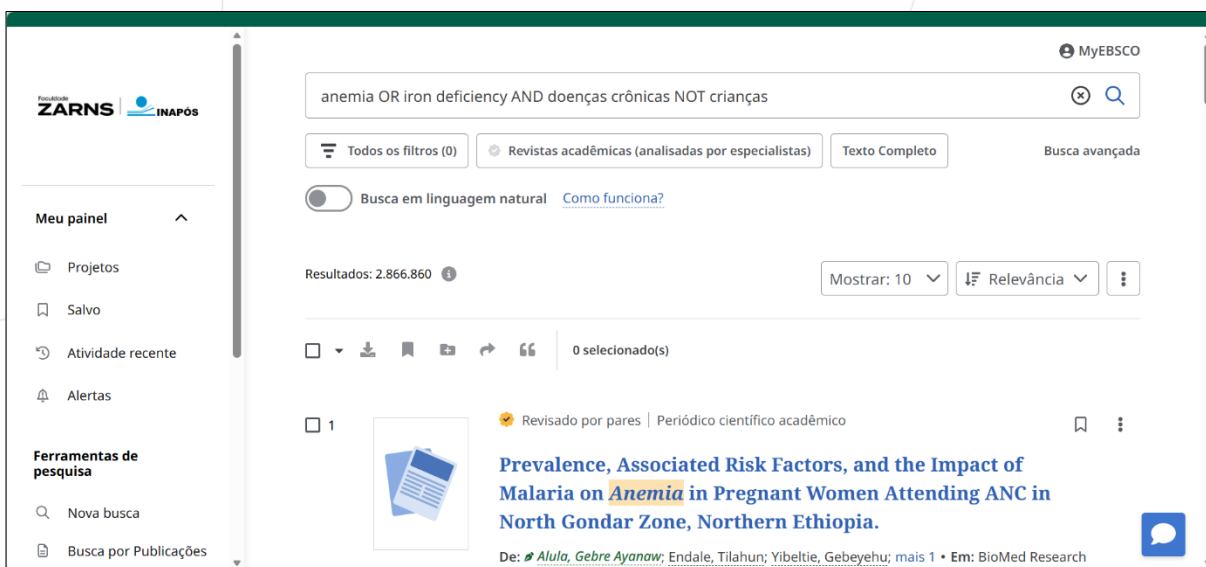 MyEBSCO
Faculdade
ZARNS
INAPÓS
anemia OR iron deficiency AND doenças crônicas NOT crianças
Todos os filtros (0)
Revistas acadêmicas (analisadas por especialistas)
Texto Completo
Busca avançada
Busca em linguagem natural
Como funciona?
Meu painel
Projetos
Salvo
Atividade recente
Alertas
Ferramentas de
pesquisa
Nova busca
Busca por Publicações
Resultados: 2.866.860
Mostrar: 10
Relevância
0 selecionado(s)
1
Revisado por pares | Periódico científico acadêmico
Prevalence, Associated Risk Factors, and the Impact of
Malaria on Anemia in Pregnant Women Attending ANC in
North Gondar Zone, Northern Ethiopia.
De: Alula, Gebre Ayanaw; Endale, Tilahun; Yibeltie, Gebeyehu; mais 1 • Em: BioMed Research